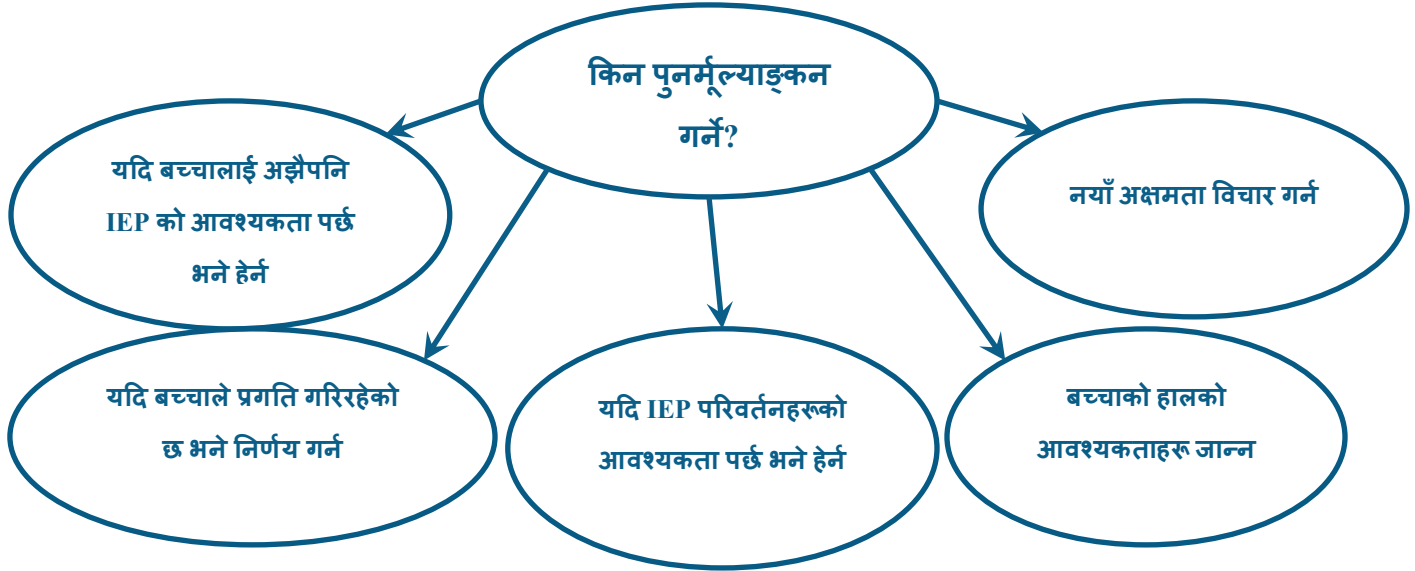 किन पुनर्मूल्याङ्कन
गर्ने?
यदि बच्चालाई अझैपनि
IEP को आवश्यकता पर्छ
भने हेर्न
नयाँ अक्षमता विचार गर्न
यदि बच्चाले प्रगति गरिरहेको
छ भने निर्णय गर्न
यदि IEP परिवर्तनहरूको
आवश्यकता पर्छ भने हेर्न
बच्चाको हालको
आवश्यकताहरू जान्न